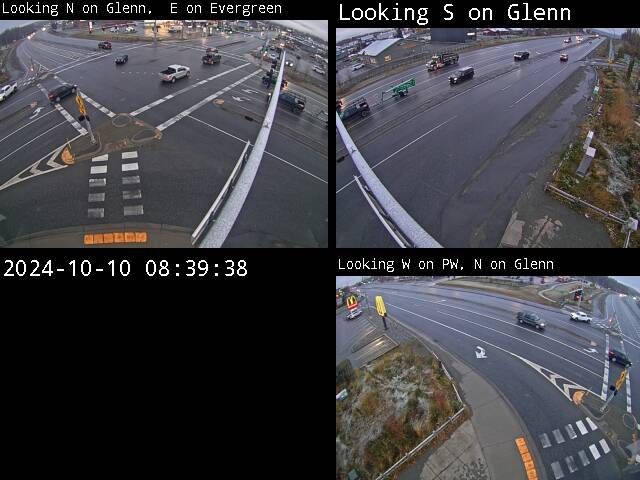 Looking N on Glenn,  E on Evergreen
Looking S on Glenn
2024-10-10 08:39:38
Looking W on PW, N on Glenn